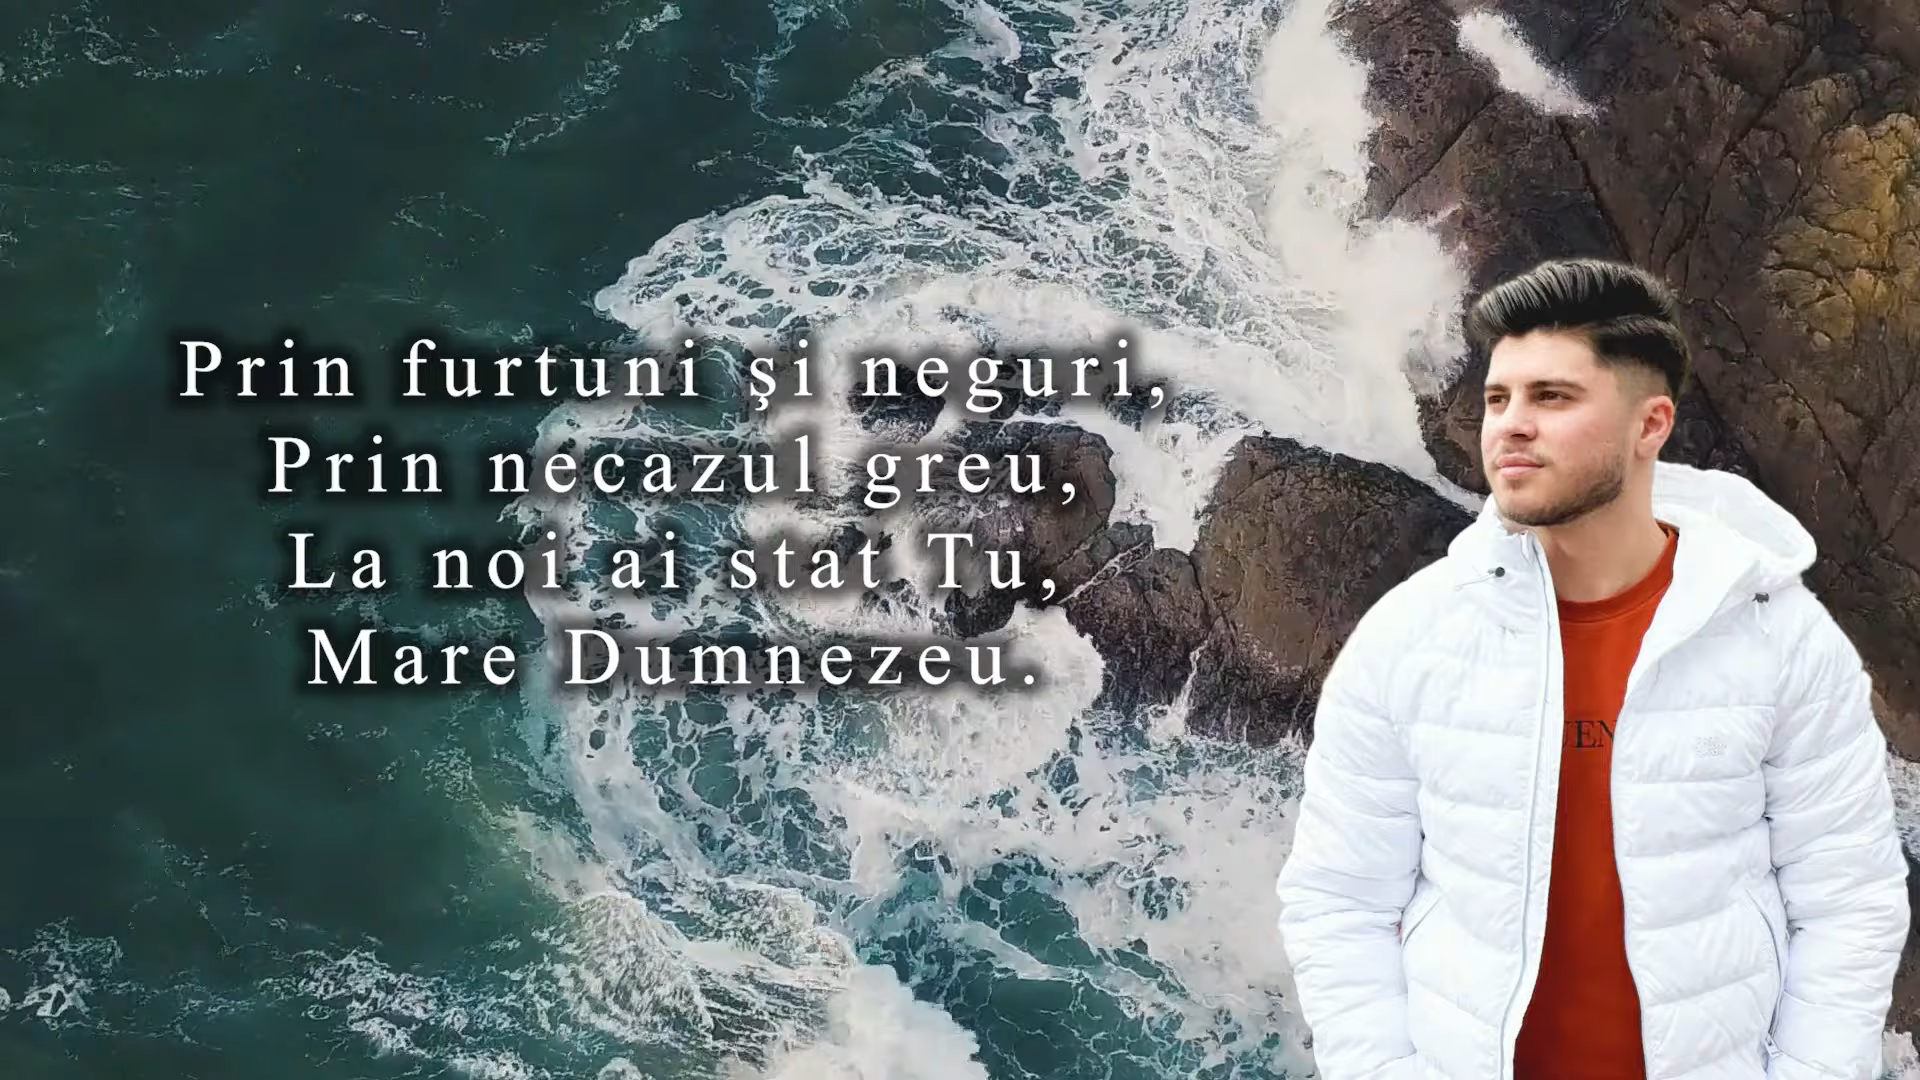 Prin furtuni şi neguri,
Prin necazul greu,
La noi ai stat Tu,
Mare Dumnezeu.